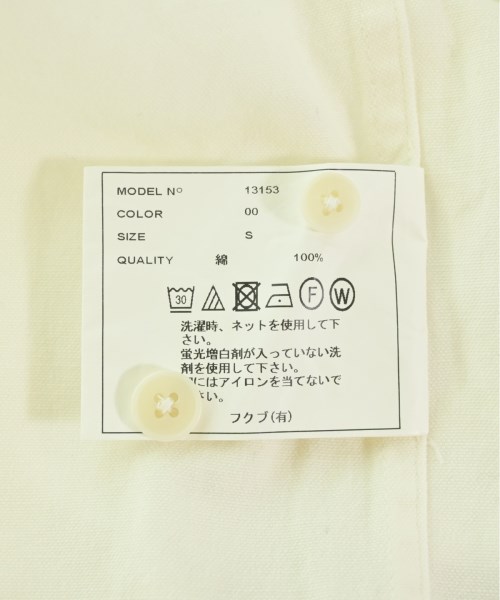 MODEL Nº 13153
COLOR 00
SIZE S
QUALITY 綿 100%
30 F W
洗濯時、ネットを使用して下
さい。
蛍光増白剤が入っていない洗
剤を使用して下さい。
にはアイロンを当てないで
さい。
フクブ(有)